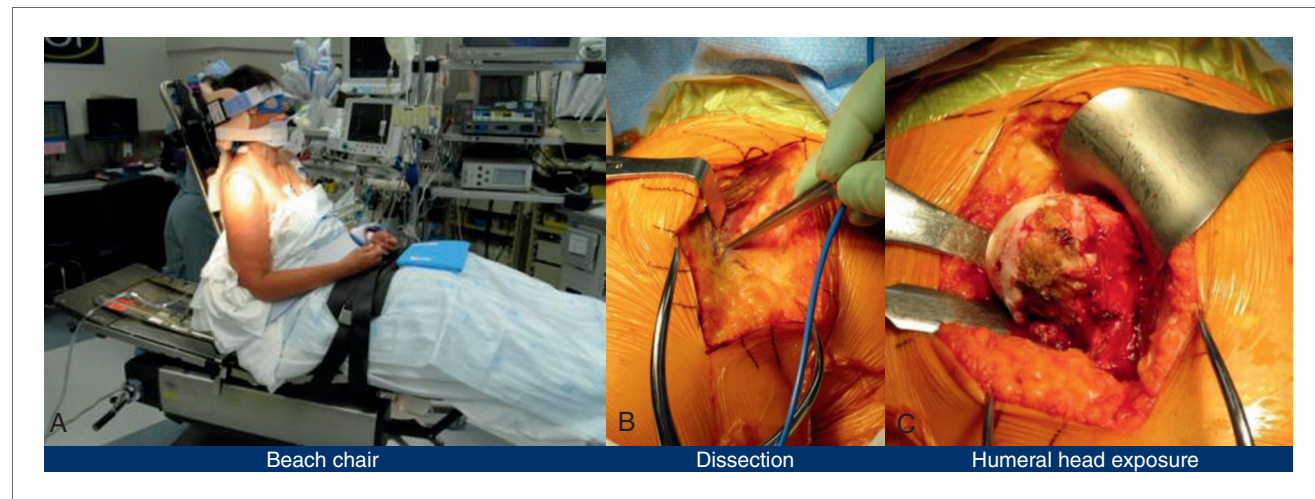 A
B
C
Beach chair
Dissection
Humeral head exposure